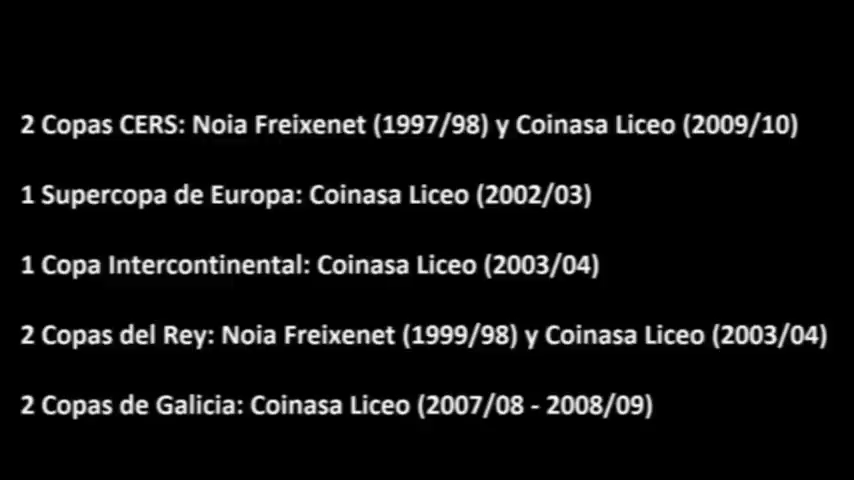 2 Copas CERS: Noia Freixenet (1997/98) y Coinasa Liceo (2009/10)
1 Supercopa de Europa: Coinasa Liceo (2002/03)
1 Copa Intercontinental: Coinasa Liceo (2003/04)
2 Copas del Rey: Noia Freixenet (1999/98) y Coinasa Liceo (2003/04)
2 Copas de Galicia: Coinasa Liceo (2007/08 - 2008/09)